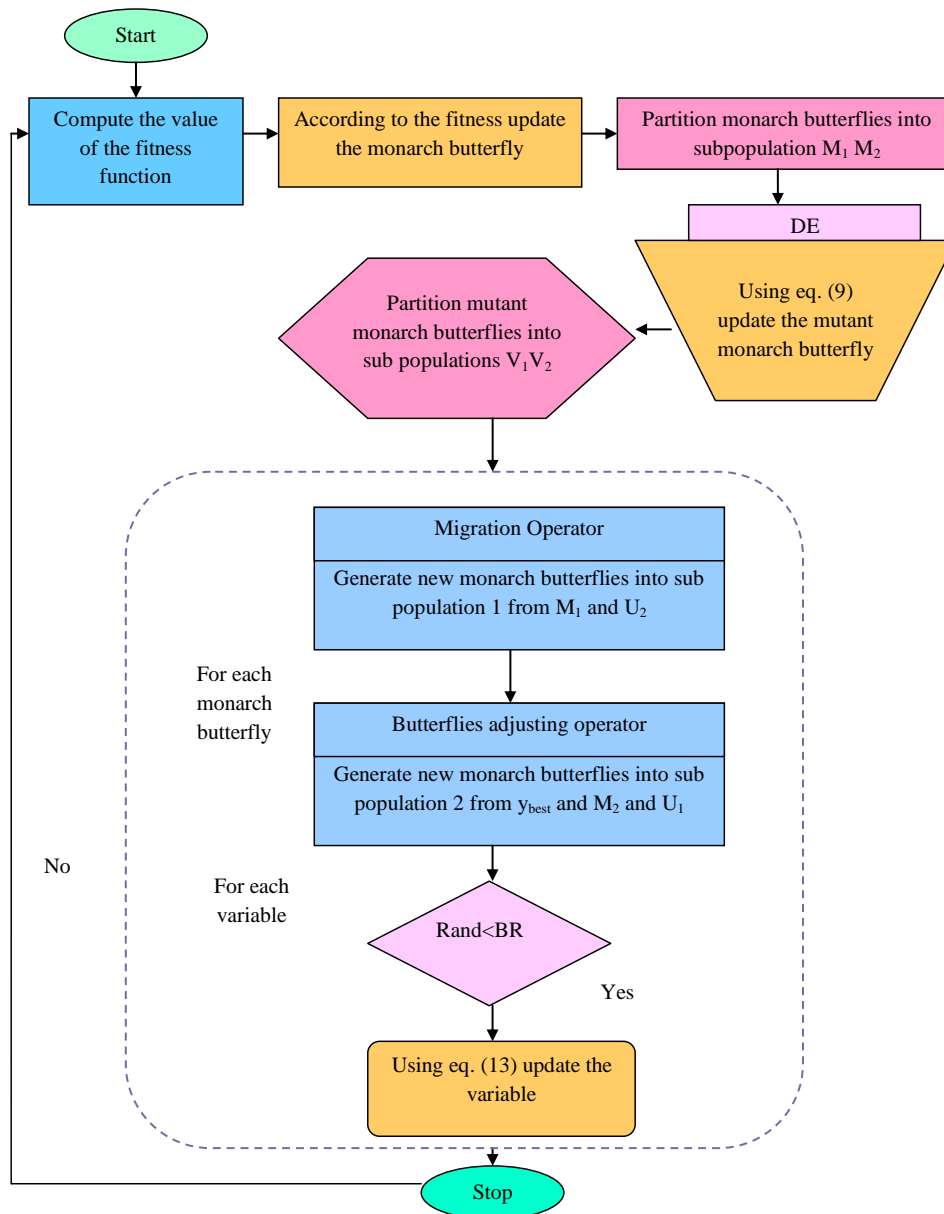 Start
Compute the value
of the fitness
function
According to the fitness update
the monarch butterfly
Partition monarch butterflies into
subpopulation M₁ M₂
DE
Using eq. (9)
update the mutant
monarch butterfly
Partition mutant
monarch butterflies into
sub populations V₁V₂
Migration Operator
Generate new monarch butterflies into sub
population 1 from M₁ and U₂
For each
monarch
butterfly
Butterflies adjusting operator
Generate new monarch butterflies into sub
population 2 from y_best and M₂ and U₁
No
For each
variable
Rand<BR
Yes
Using eq. (13) update the
variable
Stop